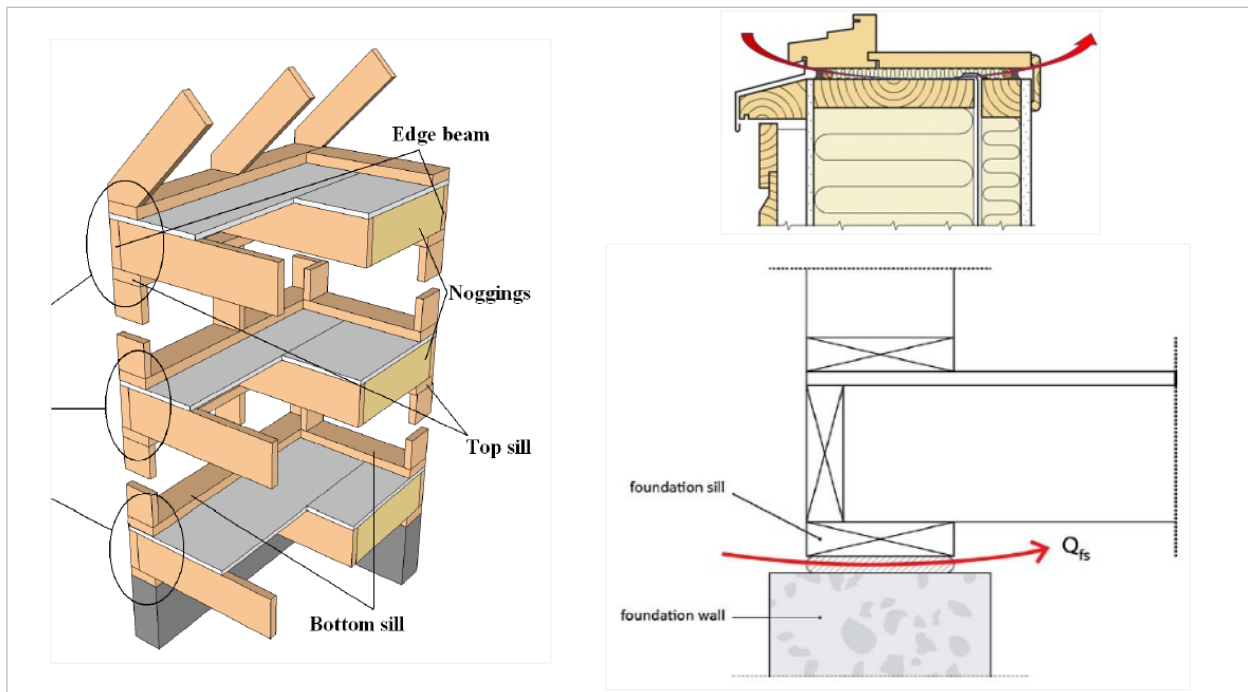 Edge beam
Noggings
Top sill
Bottom sill
foundation sill
Qfs
foundation wall